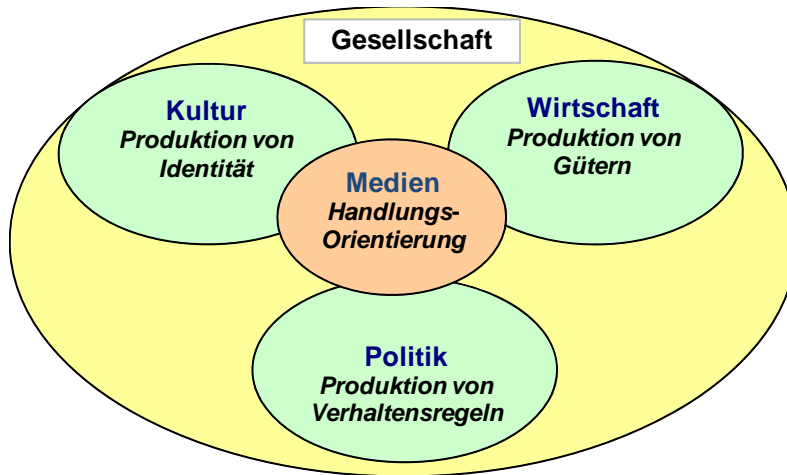 Gesellschaft
Kultur
Produktion von
Identität
Wirtschaft
Produktion von
Gütern
Medien
Handlungs-
Orientierung
Politik
Produktion von
Verhaltensregeln